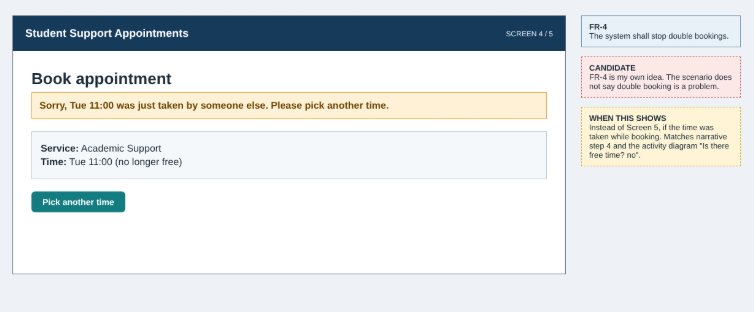 Student Support Appointments
SCREEN 4 / 5
Book appointment
Sorry, Tue 11:00 was just taken by someone else. Please pick another time.
Service: Academic Support
Time: Tue 11:00 (no longer free)
Pick another time
FR-4
The system shall stop double bookings.
CANDIDATE
FR-4 is my own idea. The scenario does
not say double booking is a problem.
WHEN THIS SHOWS
Instead of Screen 5, if the time was
taken while booking. Matches narrative
step 4 and the activity diagram "Is there
free time? no".